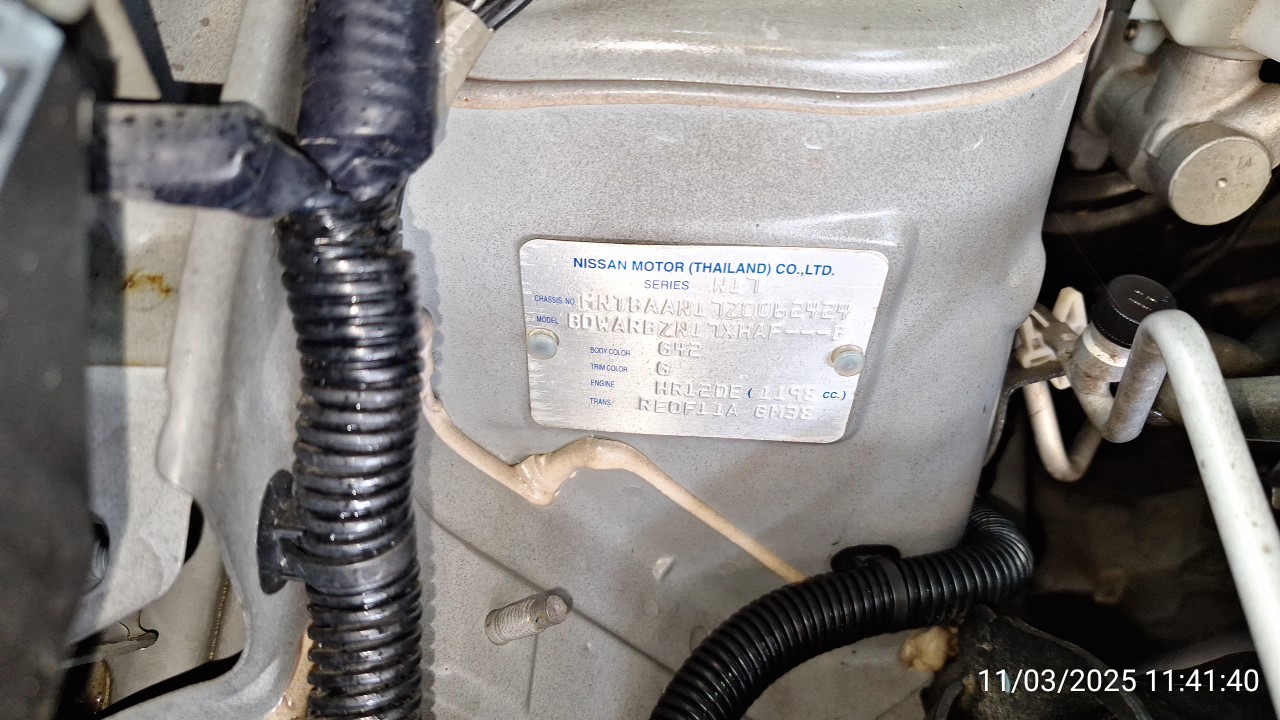 NISSAN MOTOR (THAILAND) CO.,LTD.
SERIES N17
CHASSIS. NO. MNTBAAN17Z0062424
MODEL BDWARBZN17XHAF---B
BODY COLOR G42
TRIM COLOR G
ENGINE HR12DE ( 1198 CC.)
TRANS. RE0F11A GM38
11/03/2025 11:41:40